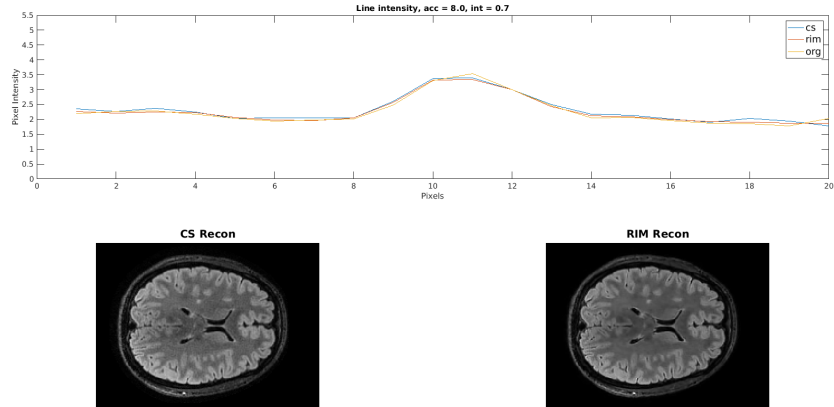 Line intensity, acc = 8.0, int = 0.7
5.5
5
4.5
4
3.5
3
2.5
2
1.5
1
0.5
0
Pixel Intensity
cs
rim
org
0 2 4 6 8 10 12 14 16 18 20
Pixels
CS Recon
RIM Recon